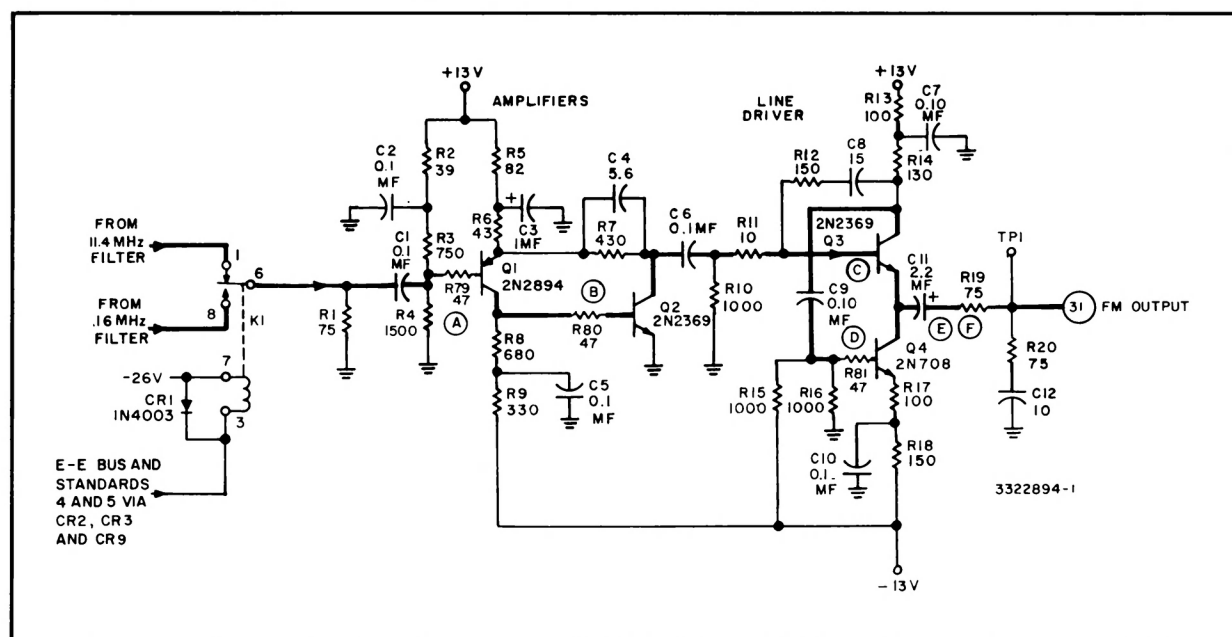 +13V
AMPLIFIERS
LINE
DRIVER
+13V
R13
100
C7
0.10
MF
C2
0.1
MF
R2
39
R5
82
C4
5.6
R12
150
C8
15
R14
130
FROM
11.4 MHz
FILTER
1
6
8
K1
FROM
.16 MHz
FILTER
R1
75
C1
0.1
MF
R3
750
R4
1500
A
R79
47
R6
43
+
C3
1MF
Q1
2N2894
R7
430
B
R80
47
Q2
2N2369
C6
0.1MF
R10
1000
R11
10
2N2369
Q3
C
C9
0.10
MF
D
R81
47
Q4
2N708
C11
2.2
MF
+
E
F
R19
75
TP1
31
FM OUTPUT
R20
75
C12
10
-26V
7
CR1
1N4003
3
R8
680
R9
330
C5
0.1
MF
R15
1000
R16
1000
R17
100
C10
0.1
MF
R18
150
E-E BUS AND
STANDARDS
4 AND 5 VIA
CR2, CR3
AND CR9
3322894-1
-13V